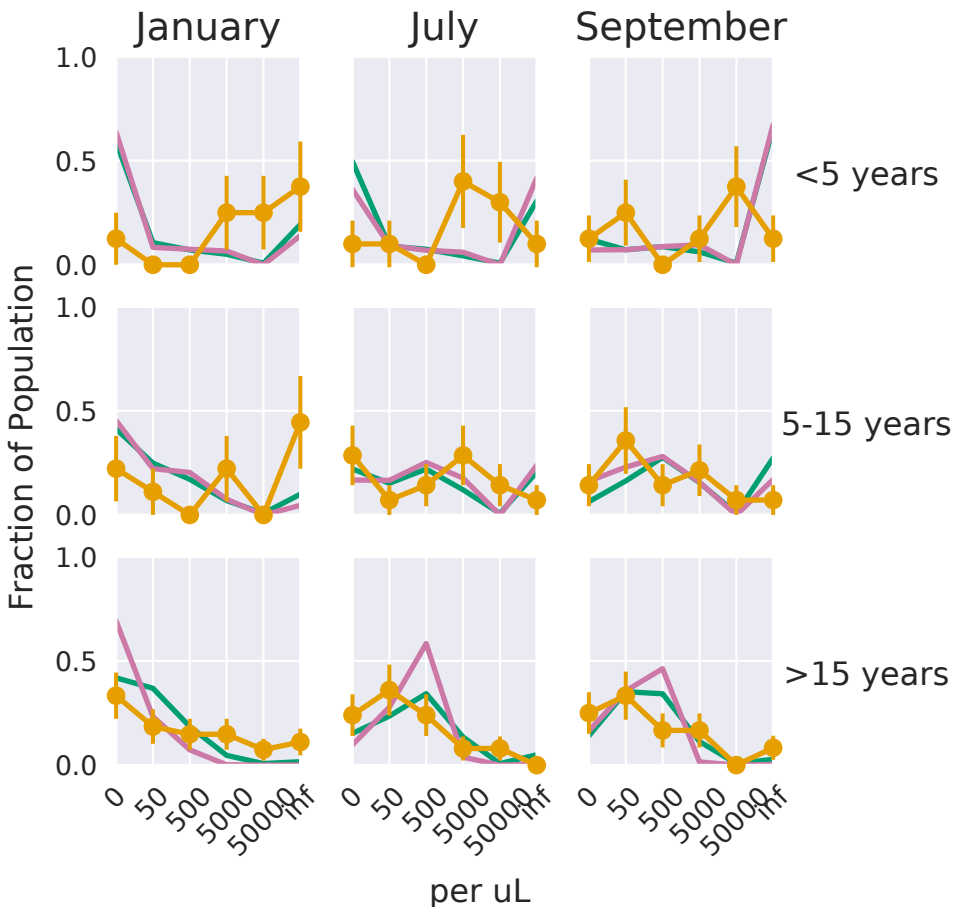 January July September
1.0
0.5
0.0
<5 years
1.0
0.5
0.0
5-15 years
1.0
0.5
0.0
>15 years
Fraction of Population
0 50 500 5000 50000 inf
0 50 500 5000 50000 inf
0 50 500 5000 50000 inf
per uL